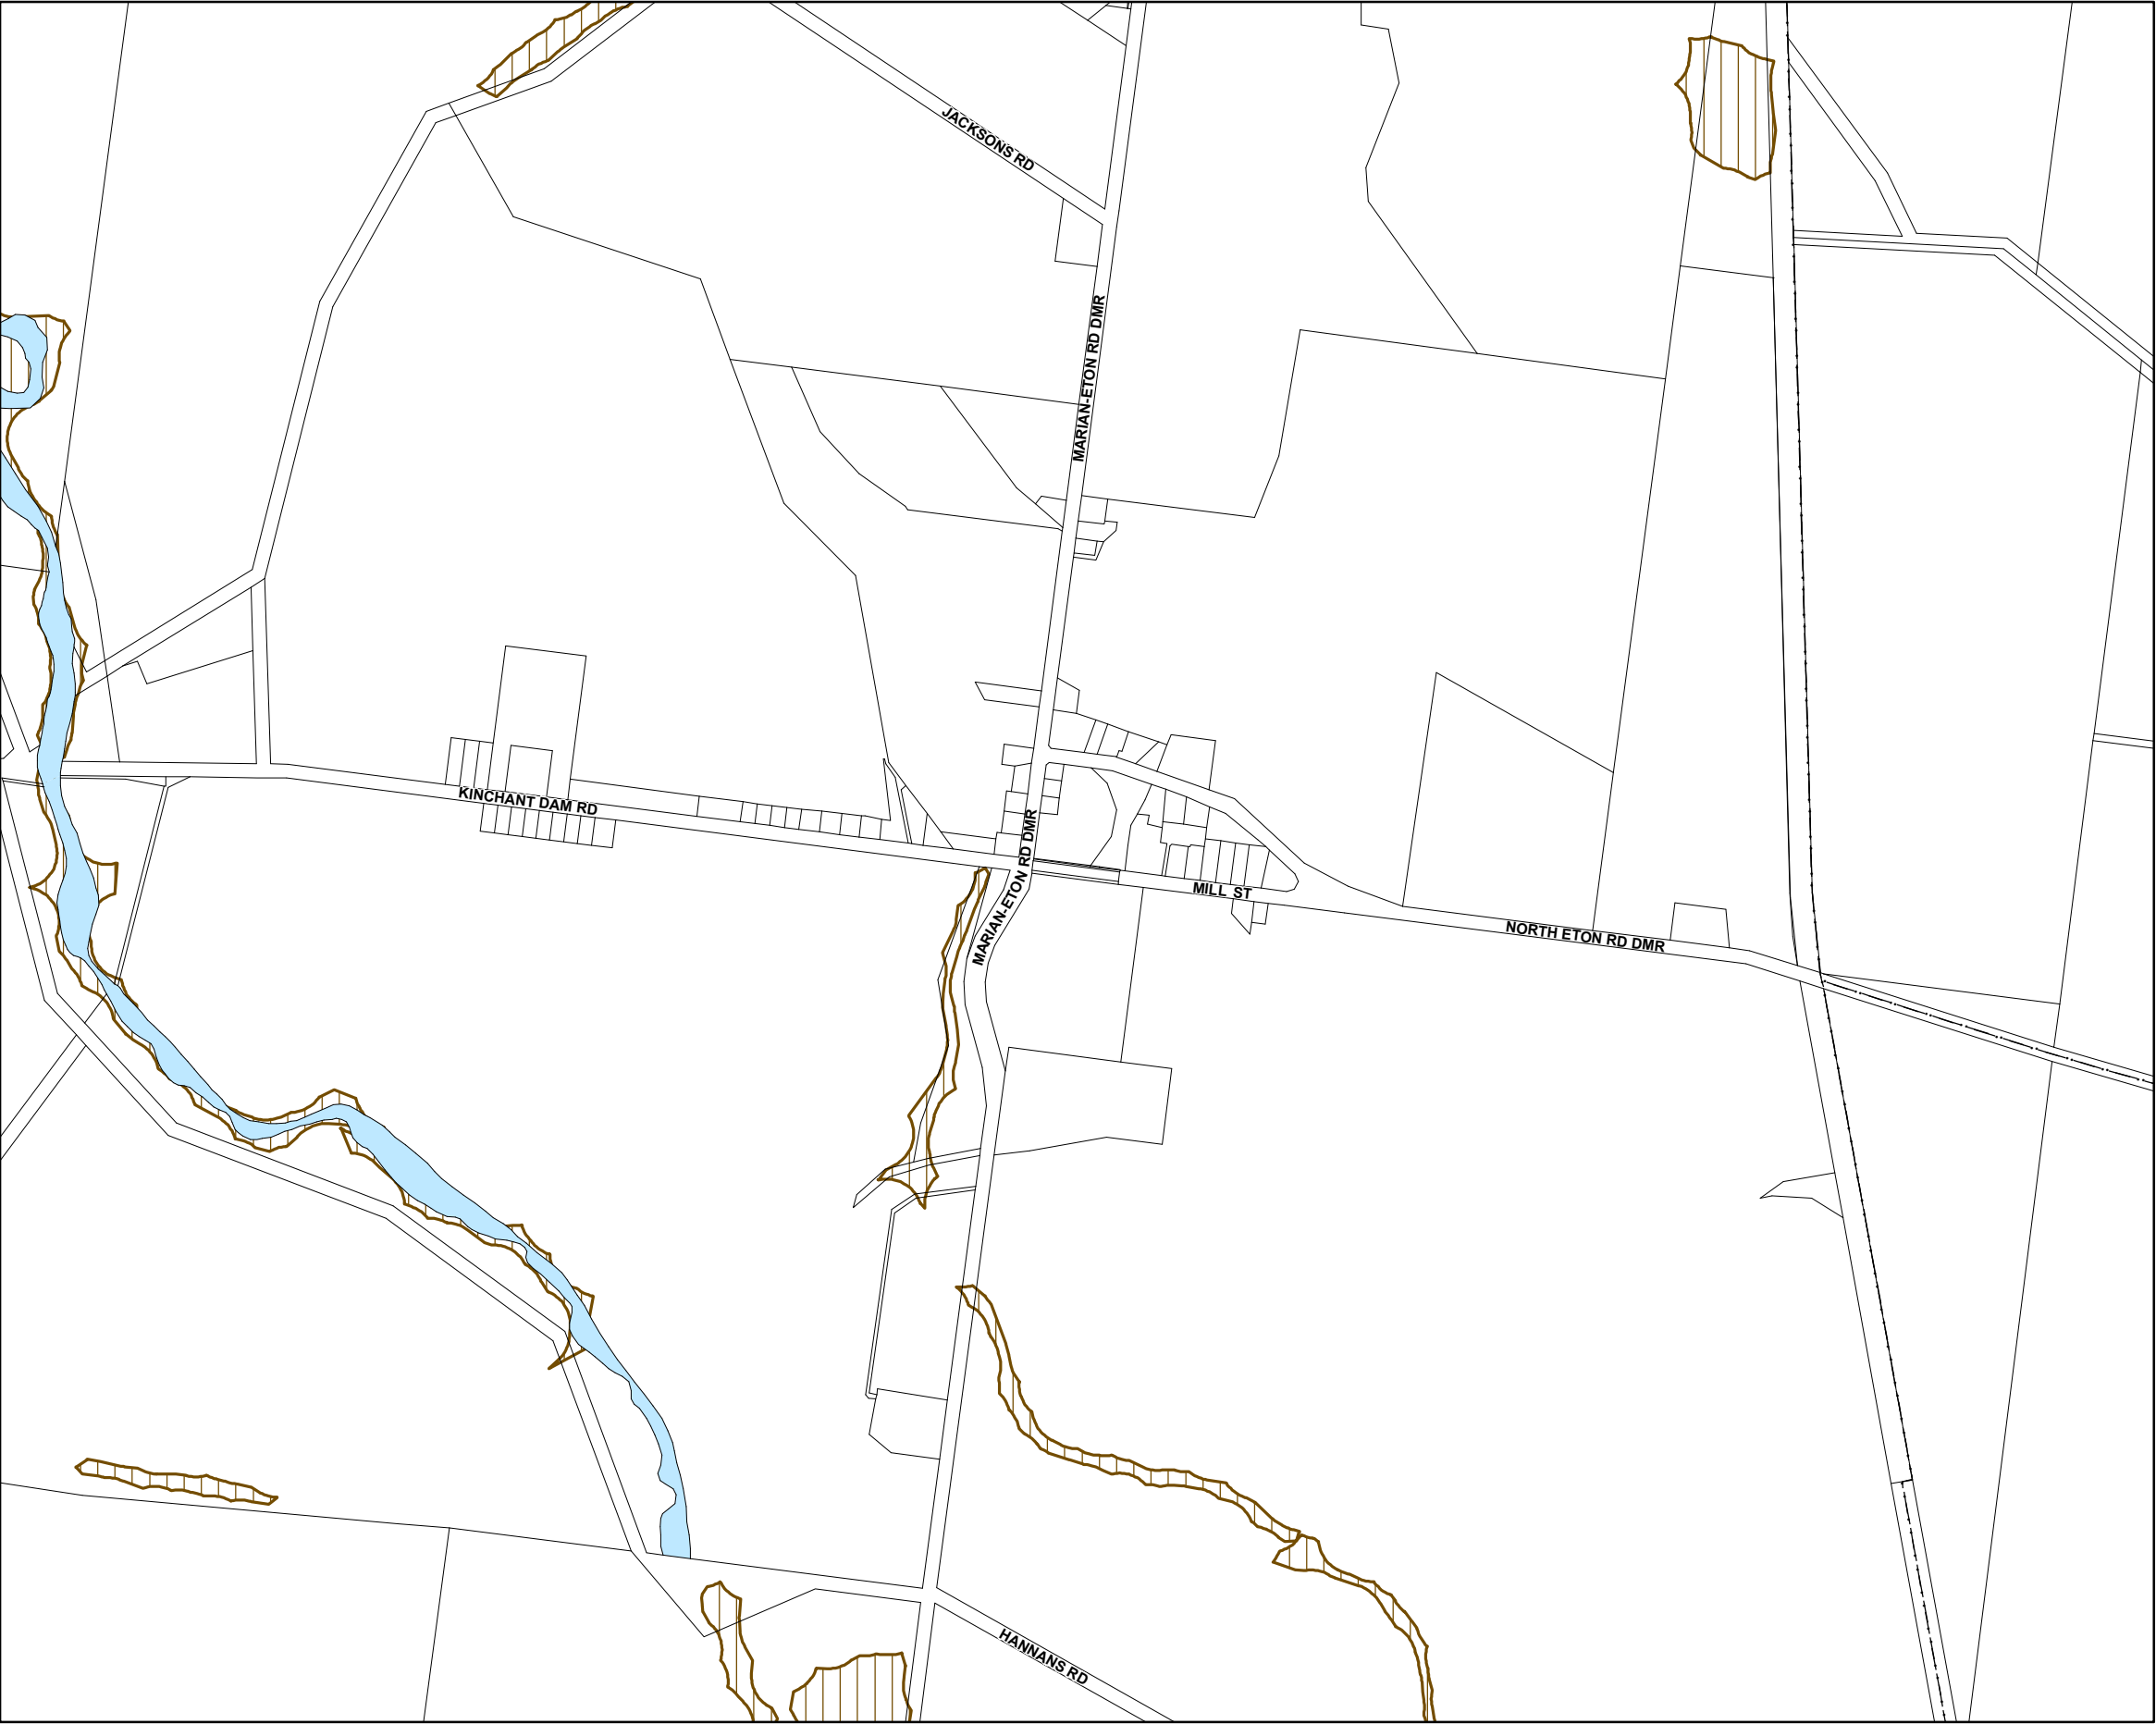 JACKSONS RD
MARIAN-ETON RD DMR
KINCHANT DAM RD
MARIAN-ETON RD DMR
MILL ST
NORTH ETON RD DMR
HANNANS RD